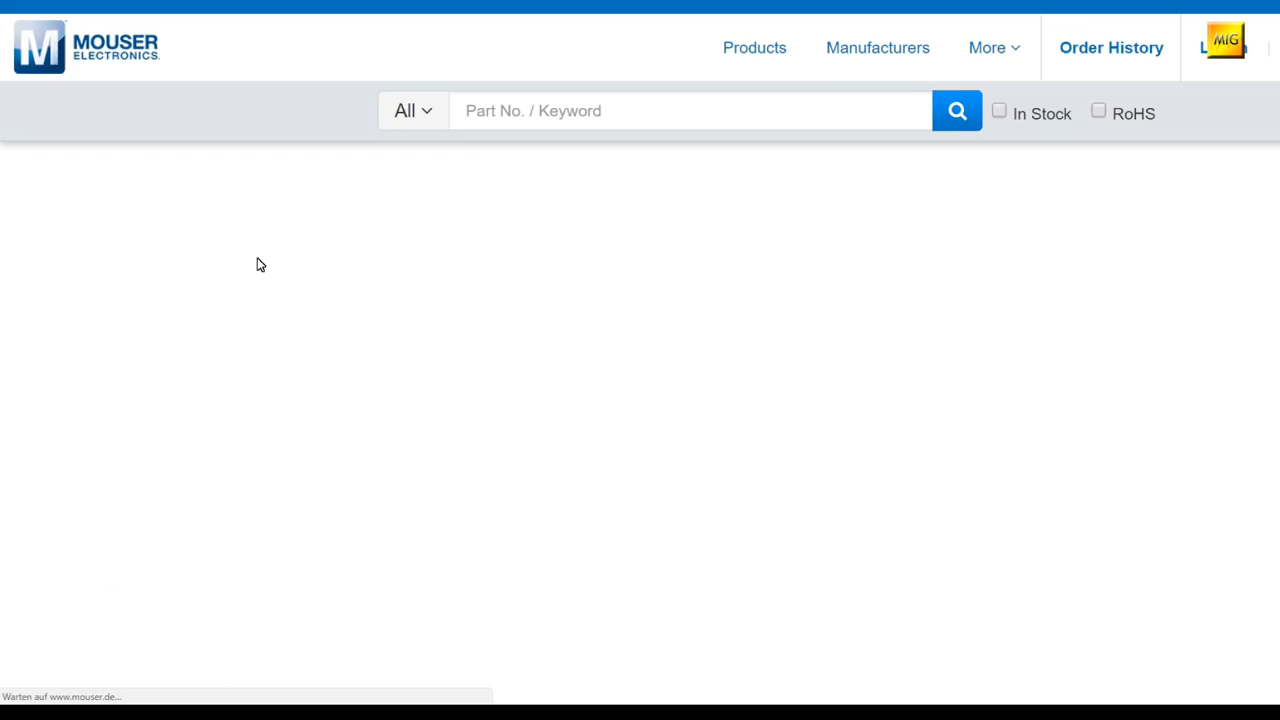 M MOUSER
ELECTRONICS
Products Manufacturers More Order History L MIG
All Part No. / Keyword In Stock RoHS
Warten auf www.mouser.de...